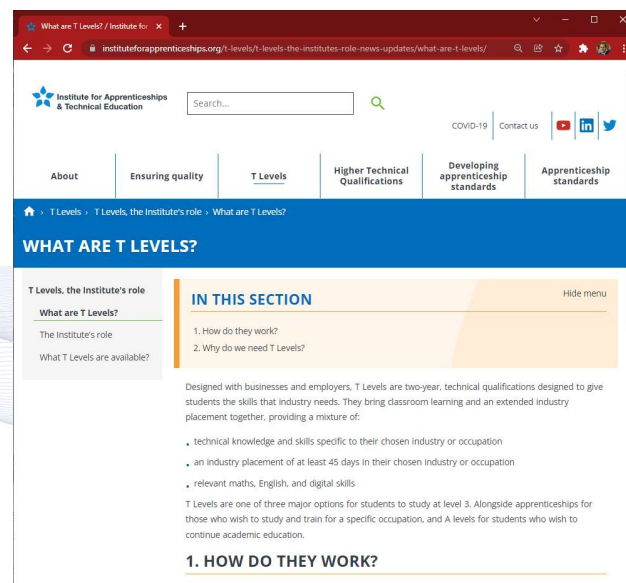 What are T Levels? / Institute for
instituteforapprenticeships.org/t-levels/t-levels-the-institutes-role-news-updates/what-are-t-levels/
Institute for Apprenticeships
& Technical Education
Search...
COVID-19 Contact us
About
Ensuring quality
T Levels
Higher Technical
Qualifications
Developing
apprenticeship
standards
Apprenticeship
standards
T Levels › T Levels, the Institute's role › What are T Levels?
WHAT ARE T LEVELS?
T Levels, the Institute's role
What are T Levels?
The Institute's role
What T Levels are available?
IN THIS SECTION
Hide menu
1. How do they work?
2. Why do we need T Levels?
Designed with businesses and employers, T Levels are two-year, technical qualifications designed to give
students the skills that industry needs. They bring classroom learning and an extended industry
placement together, providing a mixture of:
technical knowledge and skills specific to their chosen industry or occupation
an industry placement of at least 45 days in their chosen industry or occupation
relevant maths, English, and digital skills
T Levels are one of three major options for students to study at level 3. Alongside apprenticeships for
those who wish to study and train for a specific occupation, and A levels for students who wish to
continue academic education.
1. HOW DO THEY WORK?